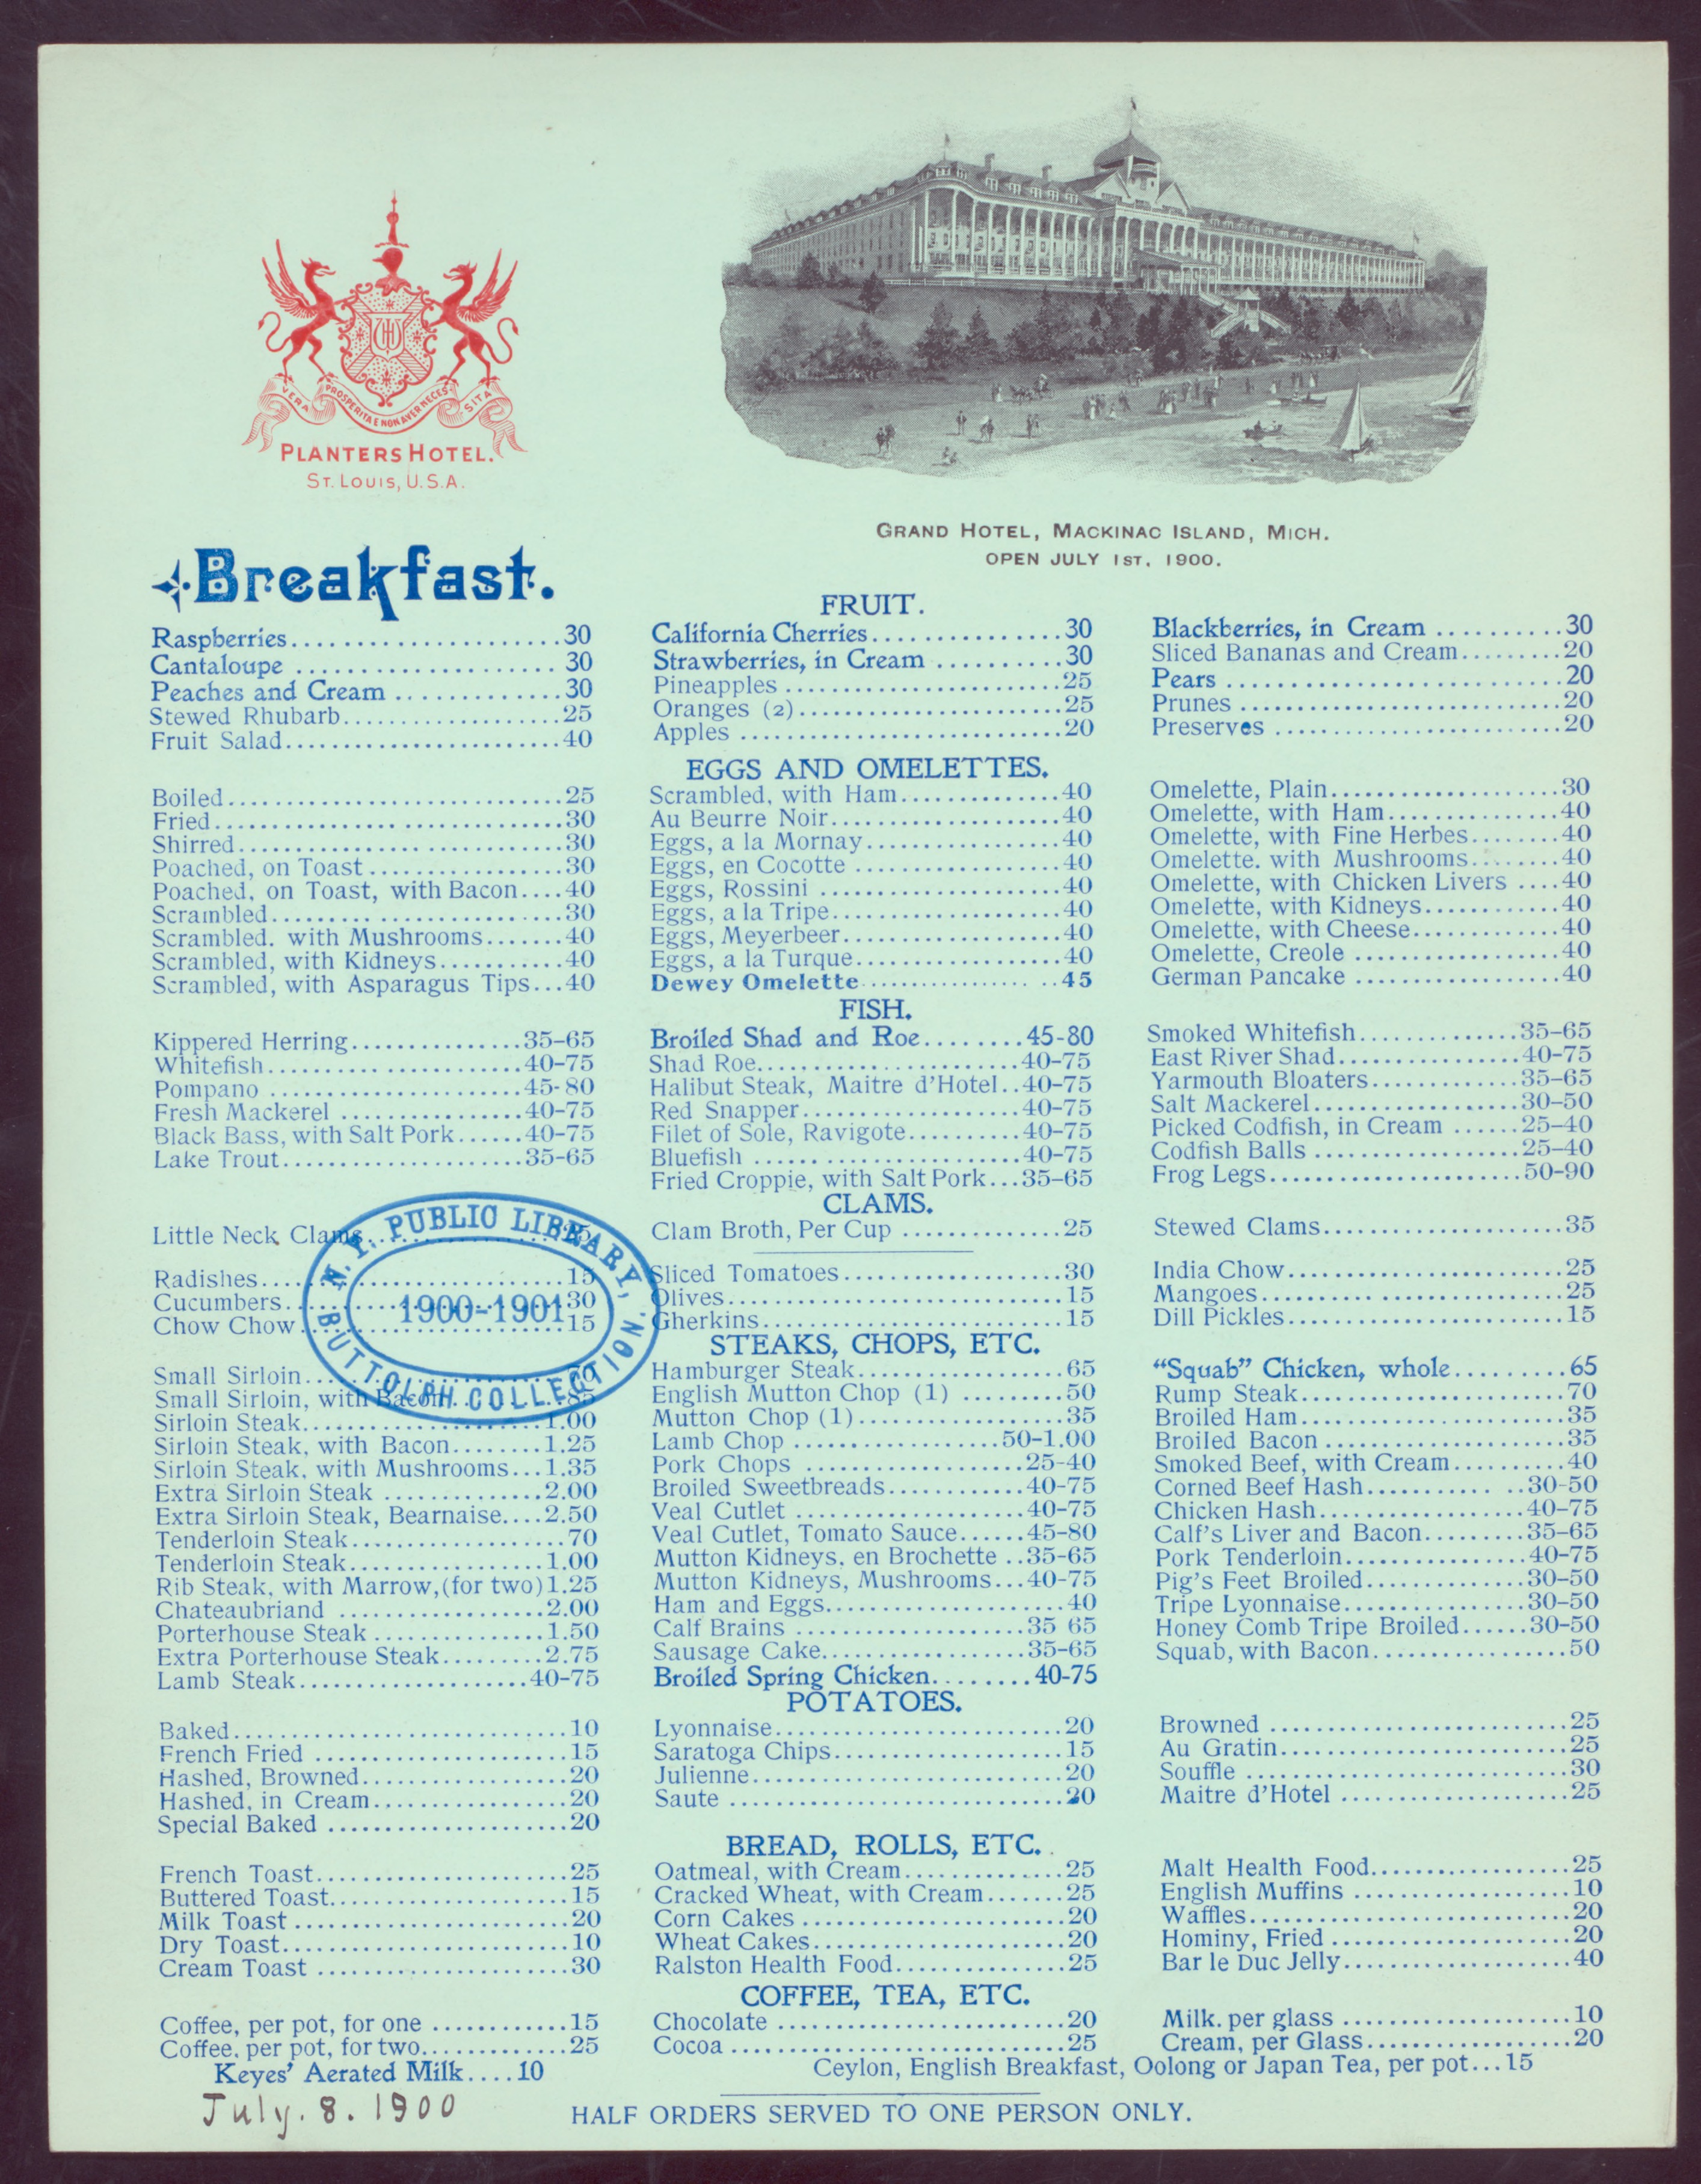 VERA PROSPERITAE NON AVER NECES SITA
PLANTERS HOTEL.
ST. LOUIS, U.S.A.
GRAND HOTEL, MACKINAC ISLAND, MICH.
OPEN JULY 1ST, 1900.
Breakfast.
FRUIT.
Raspberries 30
Cantaloupe 30
Peaches and Cream 30
Stewed Rhubarb 25
Fruit Salad 40
California Cherries 30
Strawberries, in Cream 30
Pineapples 25
Oranges (2) 25
Apples 20
Blackberries, in Cream 30
Sliced Bananas and Cream 20
Pears 20
Prunes 20
Preserves 20
EGGS AND OMELETTES.
Boiled 25
Fried 30
Shirred 30
Poached, on Toast 30
Poached, on Toast, with Bacon 40
Scrambled 30
Scrambled. with Mushrooms 40
Scrambled, with Kidneys 40
Scrambled, with Asparagus Tips 40
Scrambled, with Ham 40
Au Beurre Noir 40
Eggs, a la Mornay 40
Eggs, en Cocotte 40
Eggs, Rossini 40
Eggs, a la Tripe 40
Eggs, Meyerbeer 40
Eggs, a la Turque 40
Dewey Omelette 45
Omelette, Plain 30
Omelette, with Ham 40
Omelette, with Fine Herbes 40
Omelette. with Mushrooms 40
Omelette, with Chicken Livers 40
Omelette, with Kidneys 40
Omelette, with Cheese 40
Omelette, Creole 40
German Pancake 40
FISH.
Kippered Herring 35-65
Whitefish 40-75
Pompano 45-80
Fresh Mackerel 40-75
Black Bass, with Salt Pork 40-75
Lake Trout 35-65
Broiled Shad and Roe 45-80
Shad Roe 40-75
Halibut Steak, Maitre d'Hotel 40-75
Red Snapper 40-75
Filet of Sole, Ravigote 40-75
Bluefish 40-75
Fried Croppie, with Salt Pork 35-65
Smoked Whitefish 35-65
East River Shad 40-75
Yarmouth Bloaters 35-65
Salt Mackerel 30-50
Picked Codfish, in Cream 25-40
Codfish Balls 25-40
Frog Legs 50-90
CLAMS.
Little Neck Clams 25
Clam Broth, Per Cup 25
Stewed Clams 35
Radishes 15
Cucumbers 30
Chow Chow 15
Sliced Tomatoes 30
Olives 15
Gherkins 15
India Chow 25
Mangoes 25
Dill Pickles 15
N.Y. PUBLIC LIBRARY,
1900-1901
BUTTOLPH COLLECTION.
STEAKS, CHOPS, ETC.
Small Sirloin 70
Small Sirloin, with Bacon 85
Sirloin Steak 1.00
Sirloin Steak, with Bacon 1.25
Sirloin Steak, with Mushrooms 1.35
Extra Sirloin Steak 2.00
Extra Sirloin Steak, Bearnaise 2.50
Tenderloin Steak 70
Tenderloin Steak 1.00
Rib Steak, with Marrow, (for two) 1.25
Chateaubriand 2.00
Porterhouse Steak 1.50
Extra Porterhouse Steak 2.75
Lamb Steak 40-75
Hamburger Steak 65
English Mutton Chop (1) 50
Mutton Chop (1) 35
Lamb Chop 50-1.00
Pork Chops 25-40
Broiled Sweetbreads 40-75
Veal Cutlet 40-75
Veal Cutlet, Tomato Sauce 45-80
Mutton Kidneys, en Brochette 35-65
Mutton Kidneys, Mushrooms 40-75
Ham and Eggs 40
Calf Brains 35 65
Sausage Cake 35-65
Broiled Spring Chicken 40-75
"Squab" Chicken, whole 65
Rump Steak 70
Broiled Ham 35
Broiled Bacon 35
Smoked Beef, with Cream 40
Corned Beef Hash 30-50
Chicken Hash 40-75
Calf's Liver and Bacon 35-65
Pork Tenderloin 40-75
Pig's Feet Broiled 30-50
Tripe Lyonnaise 30-50
Honey Comb Tripe Broiled 30-50
Squab, with Bacon 50
POTATOES.
Baked 10
French Fried 15
Hashed, Browned 20
Hashed, in Cream 20
Special Baked 20
Lyonnaise 20
Saratoga Chips 15
Julienne 20
Saute 20
Browned 25
Au Gratin 25
Souffle 30
Maitre d'Hotel 25
BREAD, ROLLS, ETC.
French Toast 25
Buttered Toast 15
Milk Toast 20
Dry Toast 10
Cream Toast 30
Oatmeal, with Cream 25
Cracked Wheat, with Cream 25
Corn Cakes 20
Wheat Cakes 20
Ralston Health Food 25
Malt Health Food 25
English Muffins 10
Waffles 20
Hominy, Fried 20
Bar le Duc Jelly 40
COFFEE, TEA, ETC.
Coffee, per pot, for one 15
Coffee, per pot, for two 25
Keyes' Aerated Milk 10
Chocolate 20
Cocoa 25
Milk, per glass 10
Cream, per Glass 20
Ceylon, English Breakfast, Oolong or Japan Tea, per pot 15
July. 8. 1900
HALF ORDERS SERVED TO ONE PERSON ONLY.